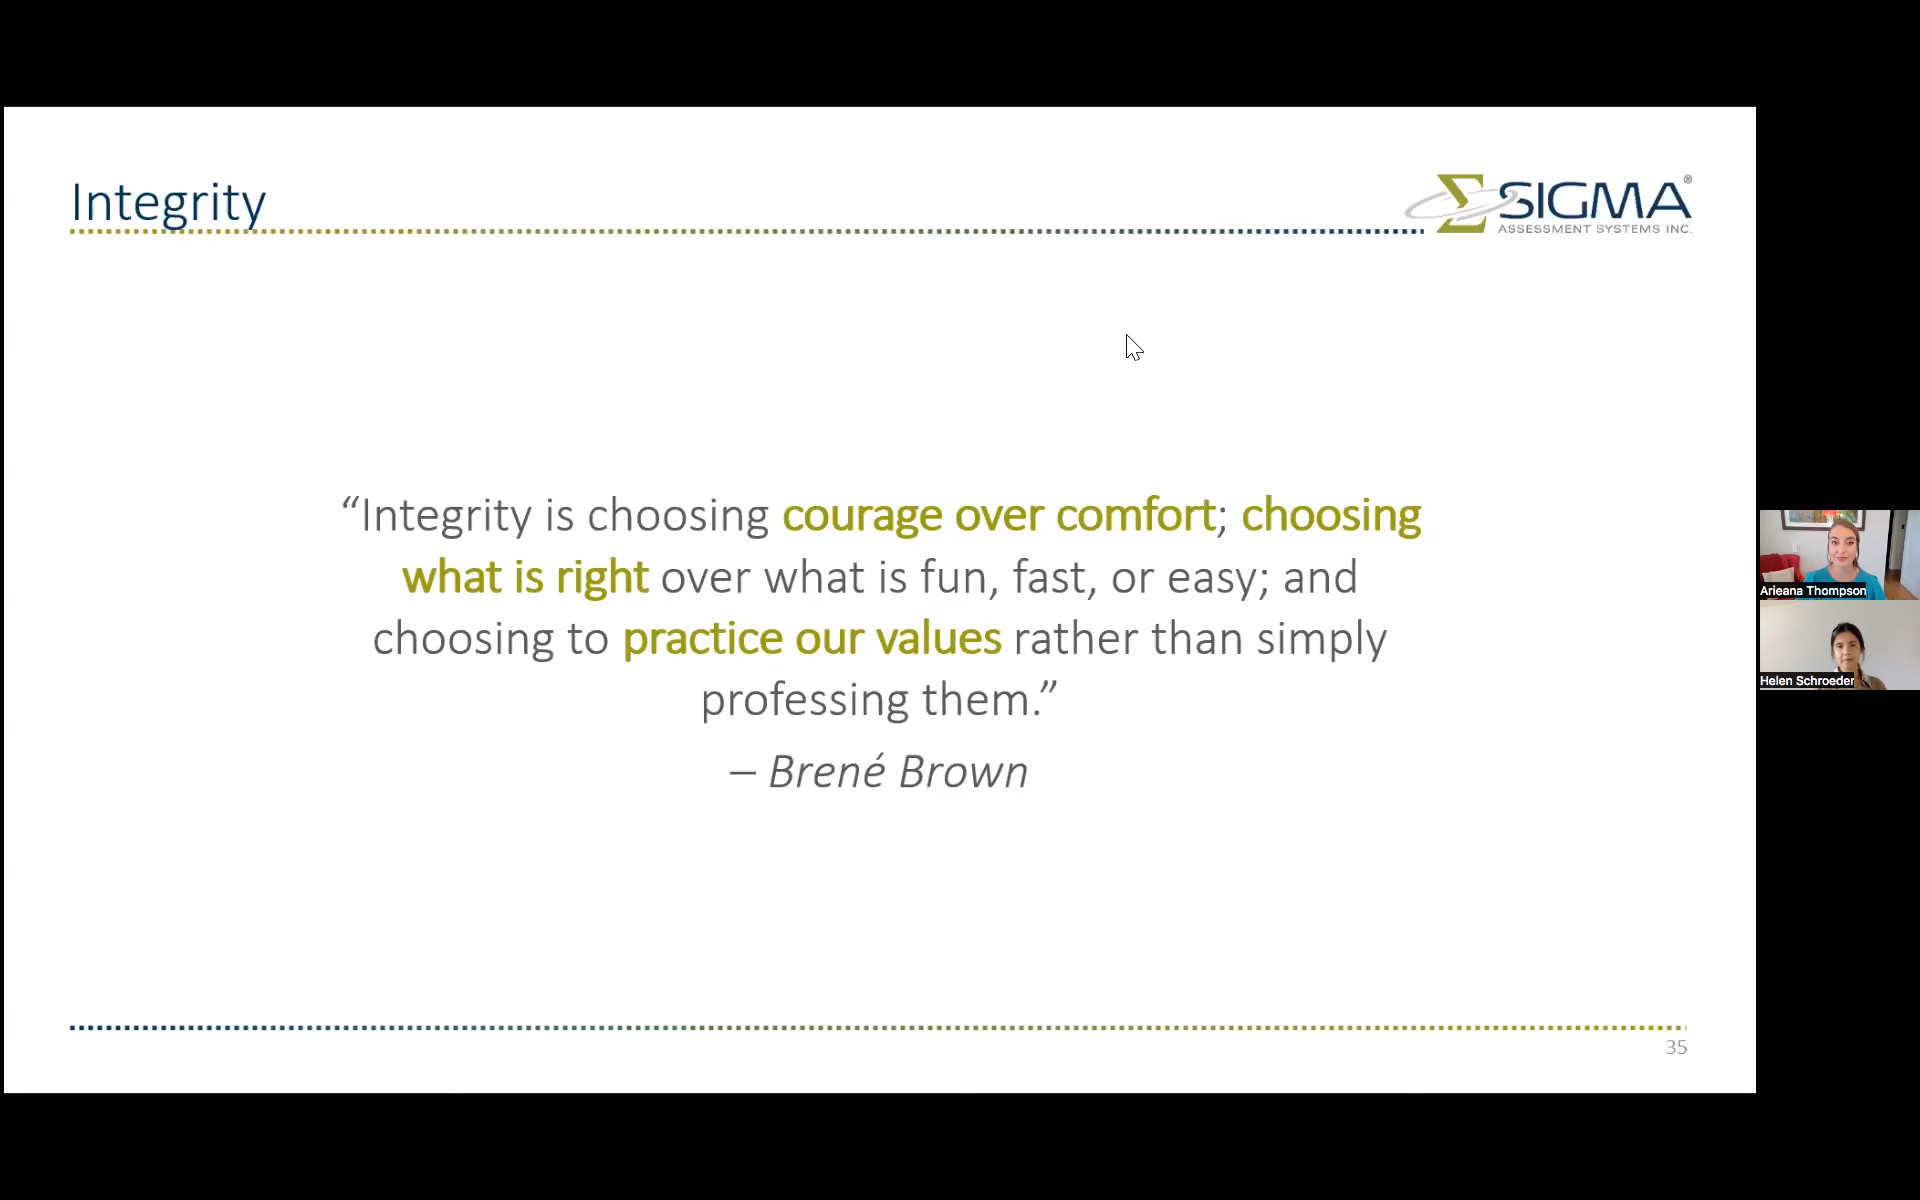 Integrity
SIGMA®
ASSESSMENT SYSTEMS INC.
“Integrity is choosing courage over comfort; choosing
what is right over what is fun, fast, or easy; and
choosing to practice our values rather than simply
professing them.”
– Brené Brown
35
Arieana Thompson
Helen Schroeder